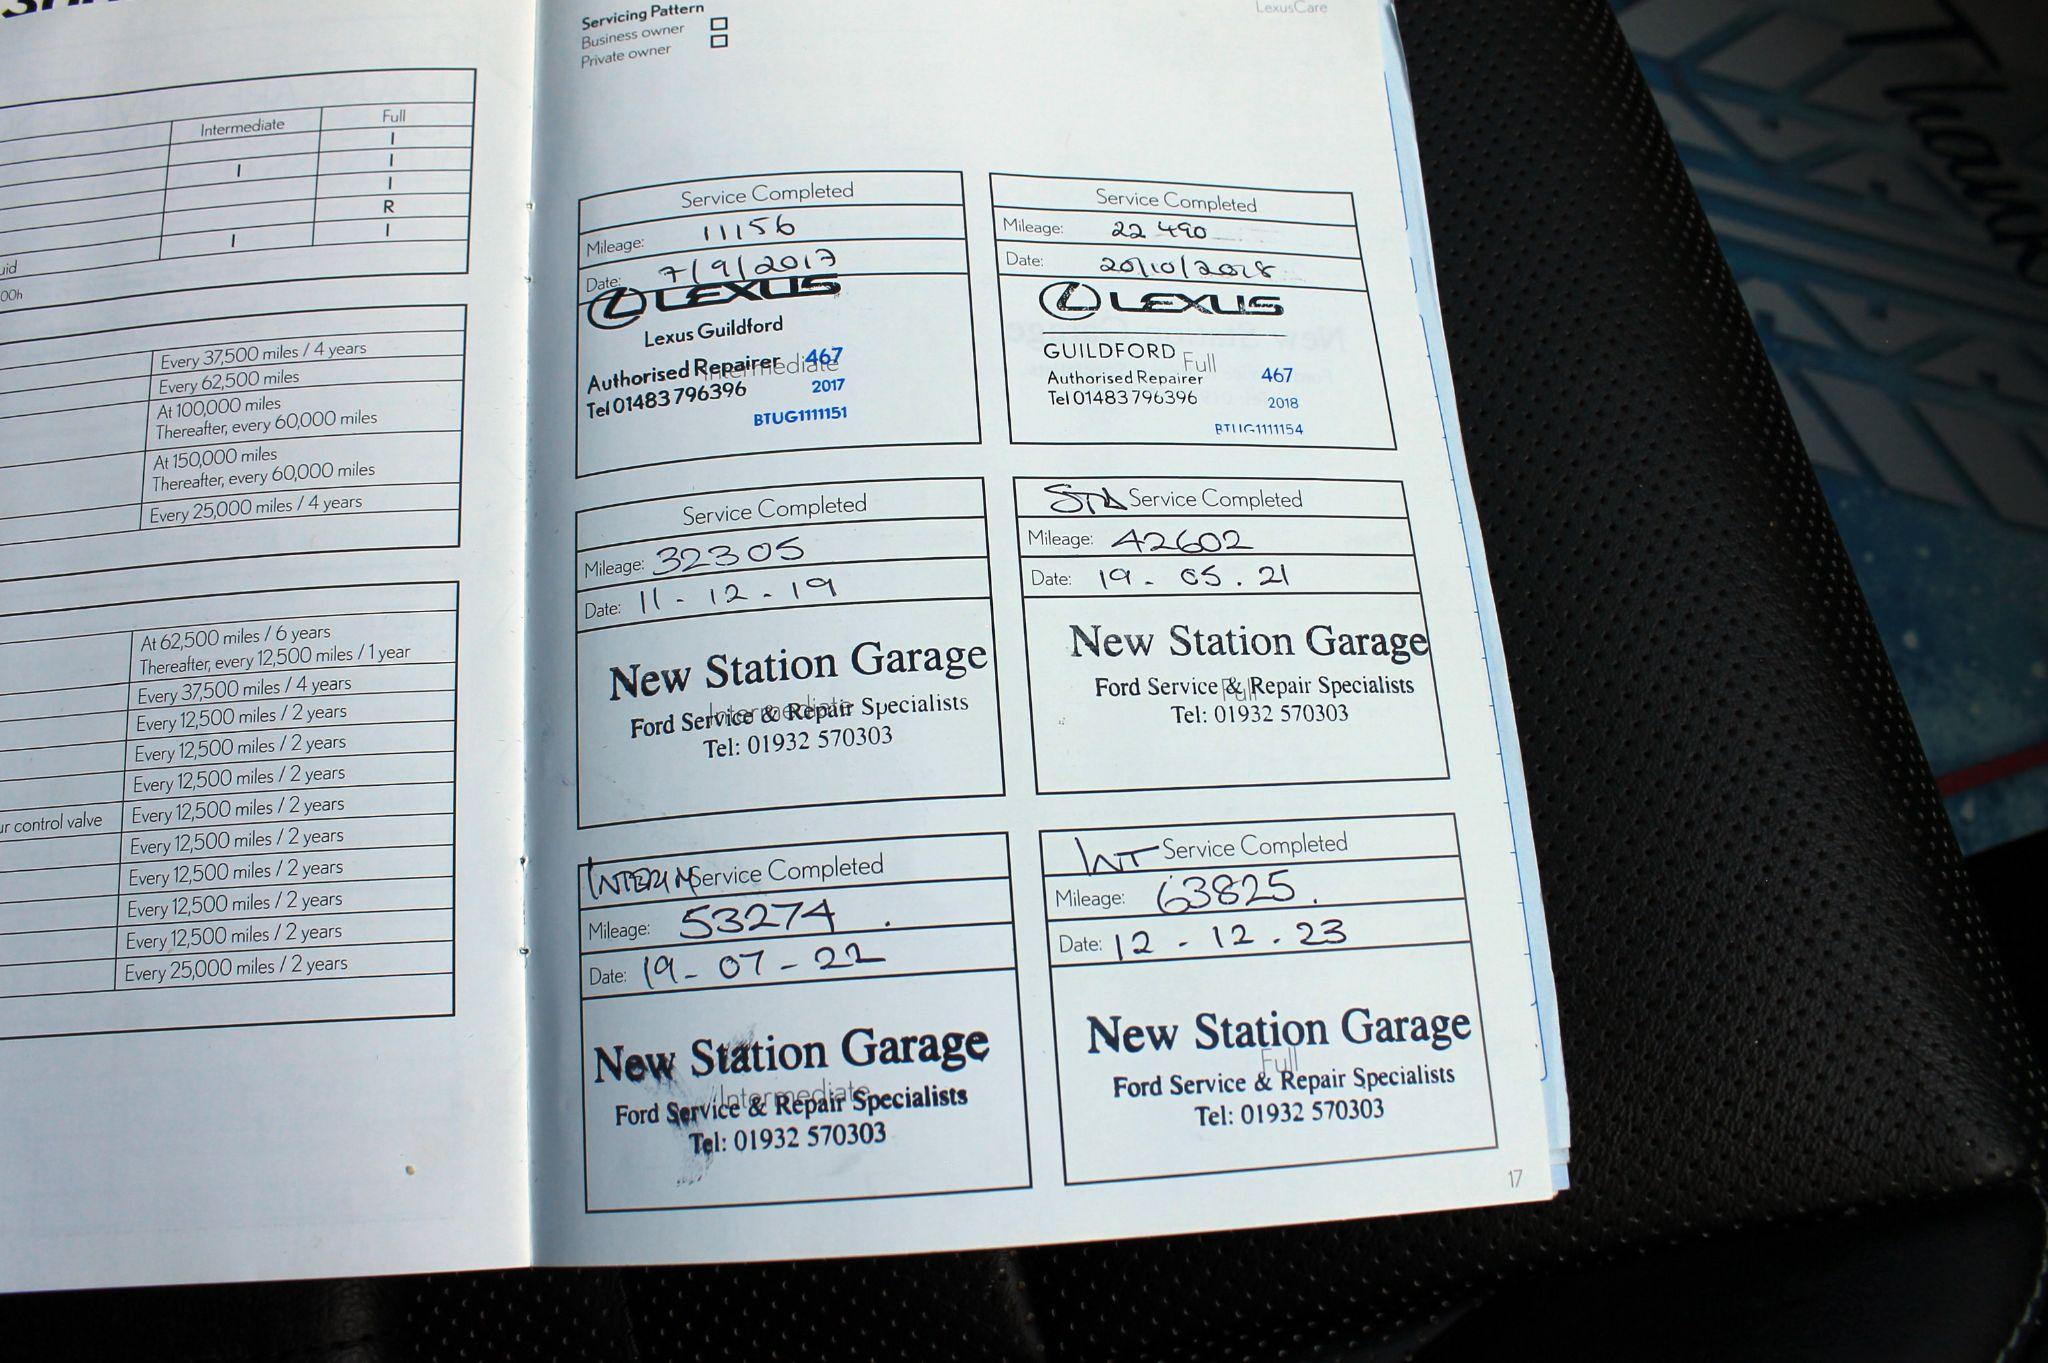 Intermediate Full
I
I
I I
R
I I
uid
00h
Every 37,500 miles / 4 years
Every 62,500 miles
At 100,000 miles
Thereafter, every 60,000 miles
At 150,000 miles
Thereafter, every 60,000 miles
Every 25,000 miles / 4 years
At 62,500 miles / 6 years
Thereafter, every 12,500 miles / 1 year
Every 37,500 miles / 4 years
Every 12,500 miles / 2 years
Every 12,500 miles / 2 years
Every 12,500 miles / 2 years
ur control valve Every 12,500 miles / 2 years
Every 12,500 miles / 2 years
Every 12,500 miles / 2 years
Every 12,500 miles / 2 years
Every 12,500 miles / 2 years
Every 25,000 miles / 2 years
LexusCare
Servicing Pattern
Business owner
Private owner
Service Completed
Mileage: 11156
Date: 7/9/2017
LEXUS
Lexus Guildford
Intermediate
Authorised Repairer 467
Tel 01483 796396 2017
BTUG1111151
Service Completed
Mileage: 22 490
Date: 20/10/2018
LEXUS
GUILDFORD Full
Authorised Repairer 467
Tel 01483 796396 2018
BTUG1111154
Service Completed
Mileage: 32305
Date: 11-12-19
New Station Garage
Intermediate
Ford Service & Repair Specialists
Tel: 01932 570303
STD Service Completed
Mileage: 42602
Date: 19.05.21
New Station Garage
Full
Ford Service & Repair Specialists
Tel: 01932 570303
INTERIM Service Completed
Mileage: 53274.
Date: 19-07-22
New Station Garage
Intermediate
Ford Service & Repair Specialists
Tel: 01932 570303
INT Service Completed
Mileage: 63825.
Date: 12-12.23
New Station Garage
Full
Ford Service & Repair Specialists
Tel: 01932 570303
17
Thank